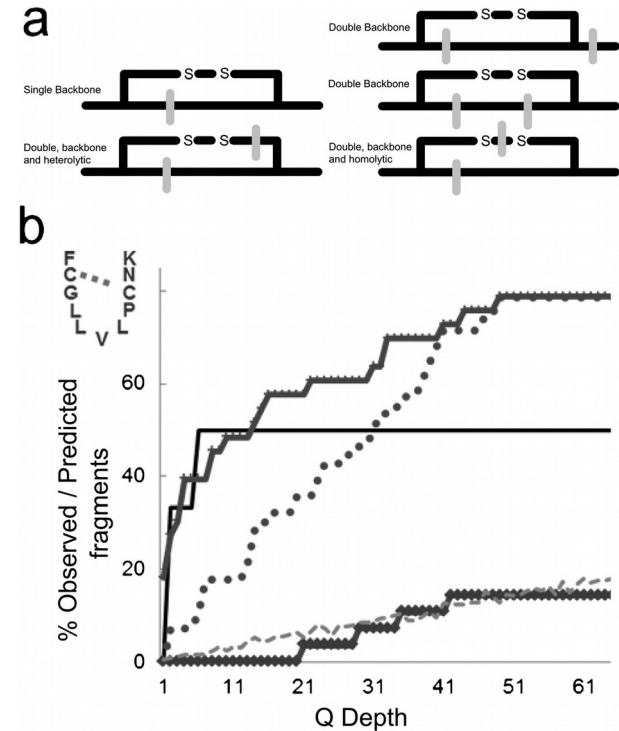 a
Single Backbone
S S
Double, backbone
and heterolytic
S S
Double Backbone
S S
Double Backbone
S S
Double, backbone
and homolytic
S S
b
F K
C N
G C
L P
L V L
% Observed / Predicted
fragments
60
40
20
0
1 11 21 31 41 51 61
Q Depth